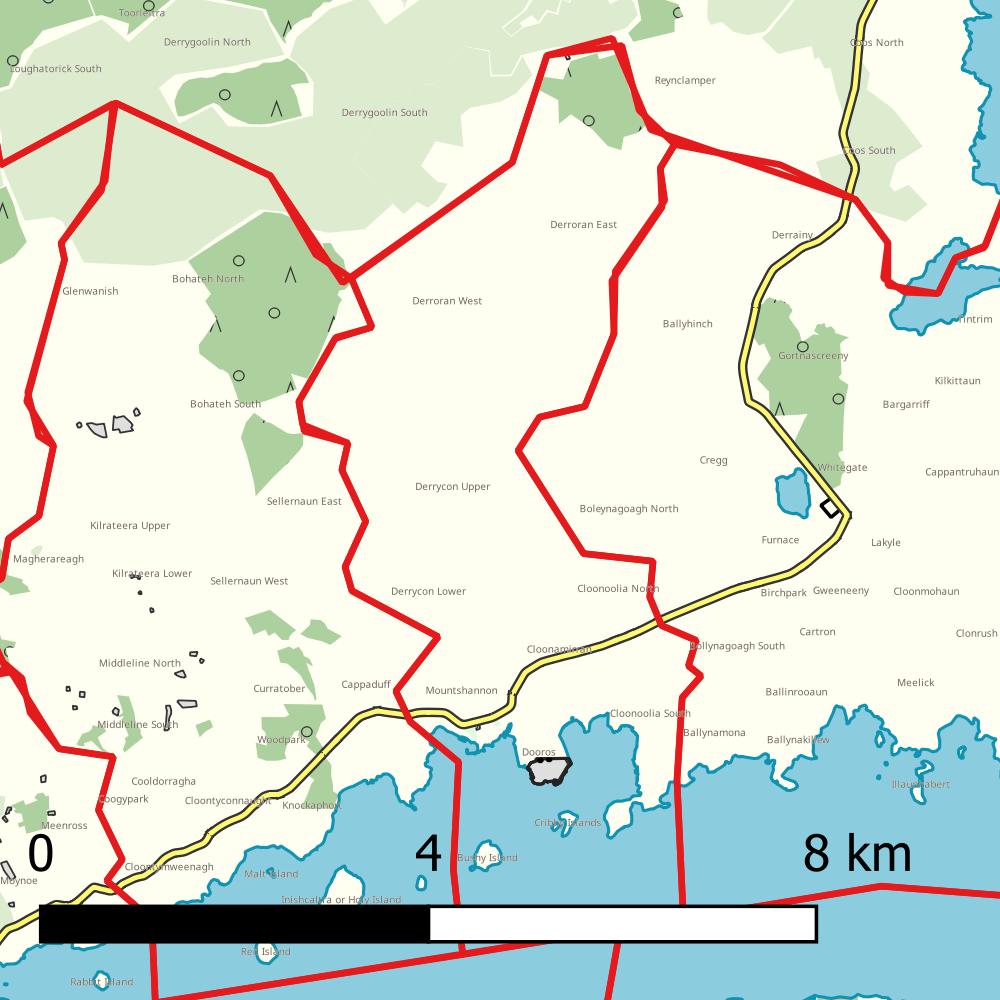 Toorleitra
Derrygoolin North
Coos North
Loughatorick South
Reynclamper
Derrygoolin South
Coos South
Derroran East
Derrainy
Bohateh North
Glenwanish
Derroran West
Tintrim
Ballyhinch
Gortnascreeny
Kilkittaun
Bohateh South
Bargarriff
Cregg
Whitegate
Cappantruhaun
Derrycon Upper
Sellernaun East
Boleynagoagh North
Kilrateera Upper
Furnace
Lakyle
Magherareagh
Kilrateera Lower
Sellernaun West
Cloonoolia North
Derrycon Lower
Birchpark
Gweeneeny
Cloonmohaun
Cartron
Clonrush
Bollynagoagh South
Cloonamirran
Middleline North
Meelick
Cappaduff
Curratober
Mountshannon
Ballinrooaun
Cloonoolia South
Middleline South
Ballynamona
Woodpark
Ballynakillew
Dooros
Cooldorragha
Illaunahert
Coogypark
Cloontyconnaught
Knockaphort
Cribby Islands
Meenross
0
4
8 km
Bushy Island
Malt Island
Moynoe
Inishcaltra or Holy Island
Red Island
Rabbit Island